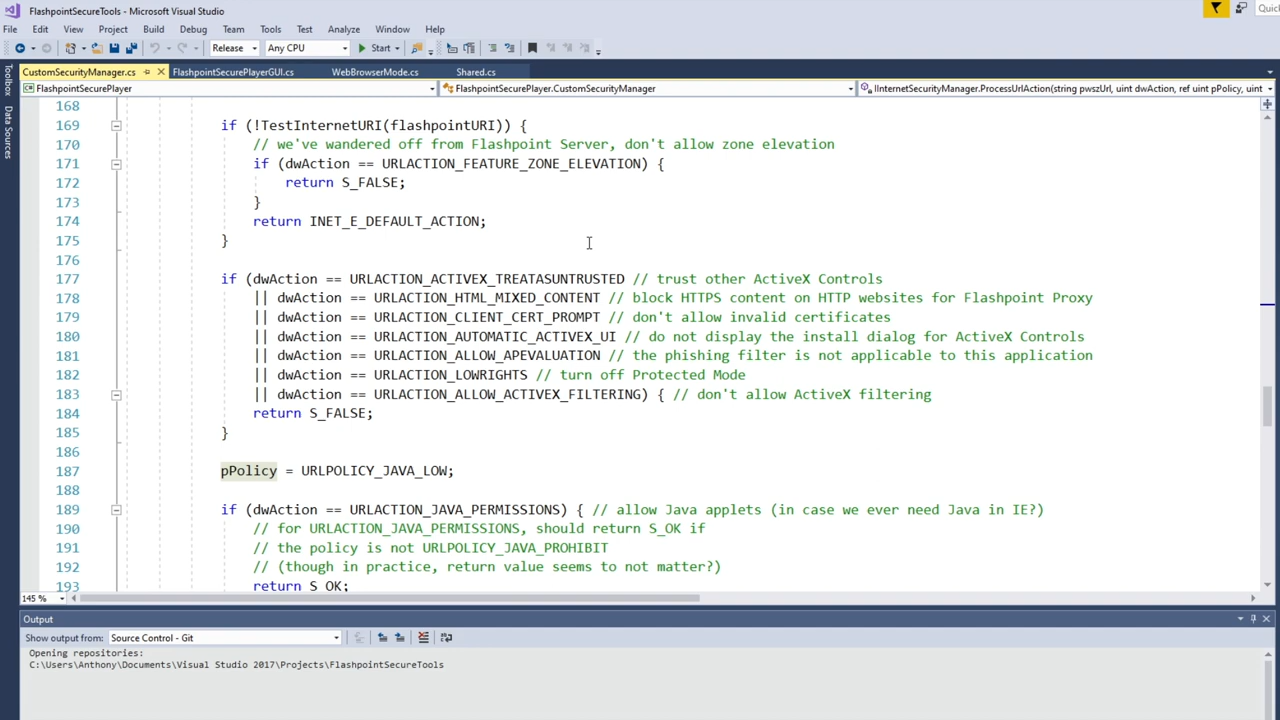 FlashpointSecureTools - Microsoft Visual Studio
Quic
File Edit View Project Build Debug Team Tools Test Analyze Window Help
Release Any CPU Start
CustomSecurityManager.cs FlashpointSecurePlayerGUI.cs WebBrowserMode.cs Shared.cs
FlashpointSecurePlayer FlashpointSecurePlayer.CustomSecurityManager IInternetSecurityManager.ProcessUrlAction(string pwszUrl, uint dwAction, ref uint pPolicy, uint
Toolbox
Data Sources
168
169 if (!TestInternetURI(flashpointURI)) {
170 // we've wandered off from Flashpoint Server, don't allow zone elevation
171 if (dwAction == URLACTION_FEATURE_ZONE_ELEVATION) {
172 return S_FALSE;
173 }
174 return INET_E_DEFAULT_ACTION;
175 }
176
177 if (dwAction == URLACTION_ACTIVEX_TREATASUNTRUSTED // trust other ActiveX Controls
178 || dwAction == URLACTION_HTML_MIXED_CONTENT // block HTTPS content on HTTP websites for Flashpoint Proxy
179 || dwAction == URLACTION_CLIENT_CERT_PROMPT // don't allow invalid certificates
180 || dwAction == URLACTION_AUTOMATIC_ACTIVEX_UI // do not display the install dialog for ActiveX Controls
181 || dwAction == URLACTION_ALLOW_APEVALUATION // the phishing filter is not applicable to this application
182 || dwAction == URLACTION_LOWRIGHTS // turn off Protected Mode
183 || dwAction == URLACTION_ALLOW_ACTIVEX_FILTERING) { // don't allow ActiveX filtering
184 return S_FALSE;
185 }
186
187 pPolicy = URLPOLICY_JAVA_LOW;
188
189 if (dwAction == URLACTION_JAVA_PERMISSIONS) { // allow Java applets (in case we ever need Java in IE?)
190 // for URLACTION_JAVA_PERMISSIONS, should return S_OK if
191 // the policy is not URLPOLICY_JAVA_PROHIBIT
192 // (though in practice, return value seems to not matter?)
193 return S_OK;
145 %
Output
Show output from: Source Control - Git
Opening repositories:
C:\Users\Anthony\Documents\Visual Studio 2017\Projects\FlashpointSecureTools